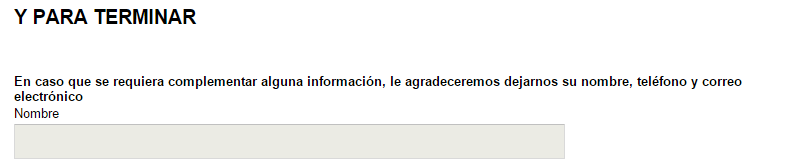 Y PARA TERMINAR
En caso que se requiera complementar alguna información, le agradeceremos dejarnos su nombre, teléfono y correo
electrónico
Nombre